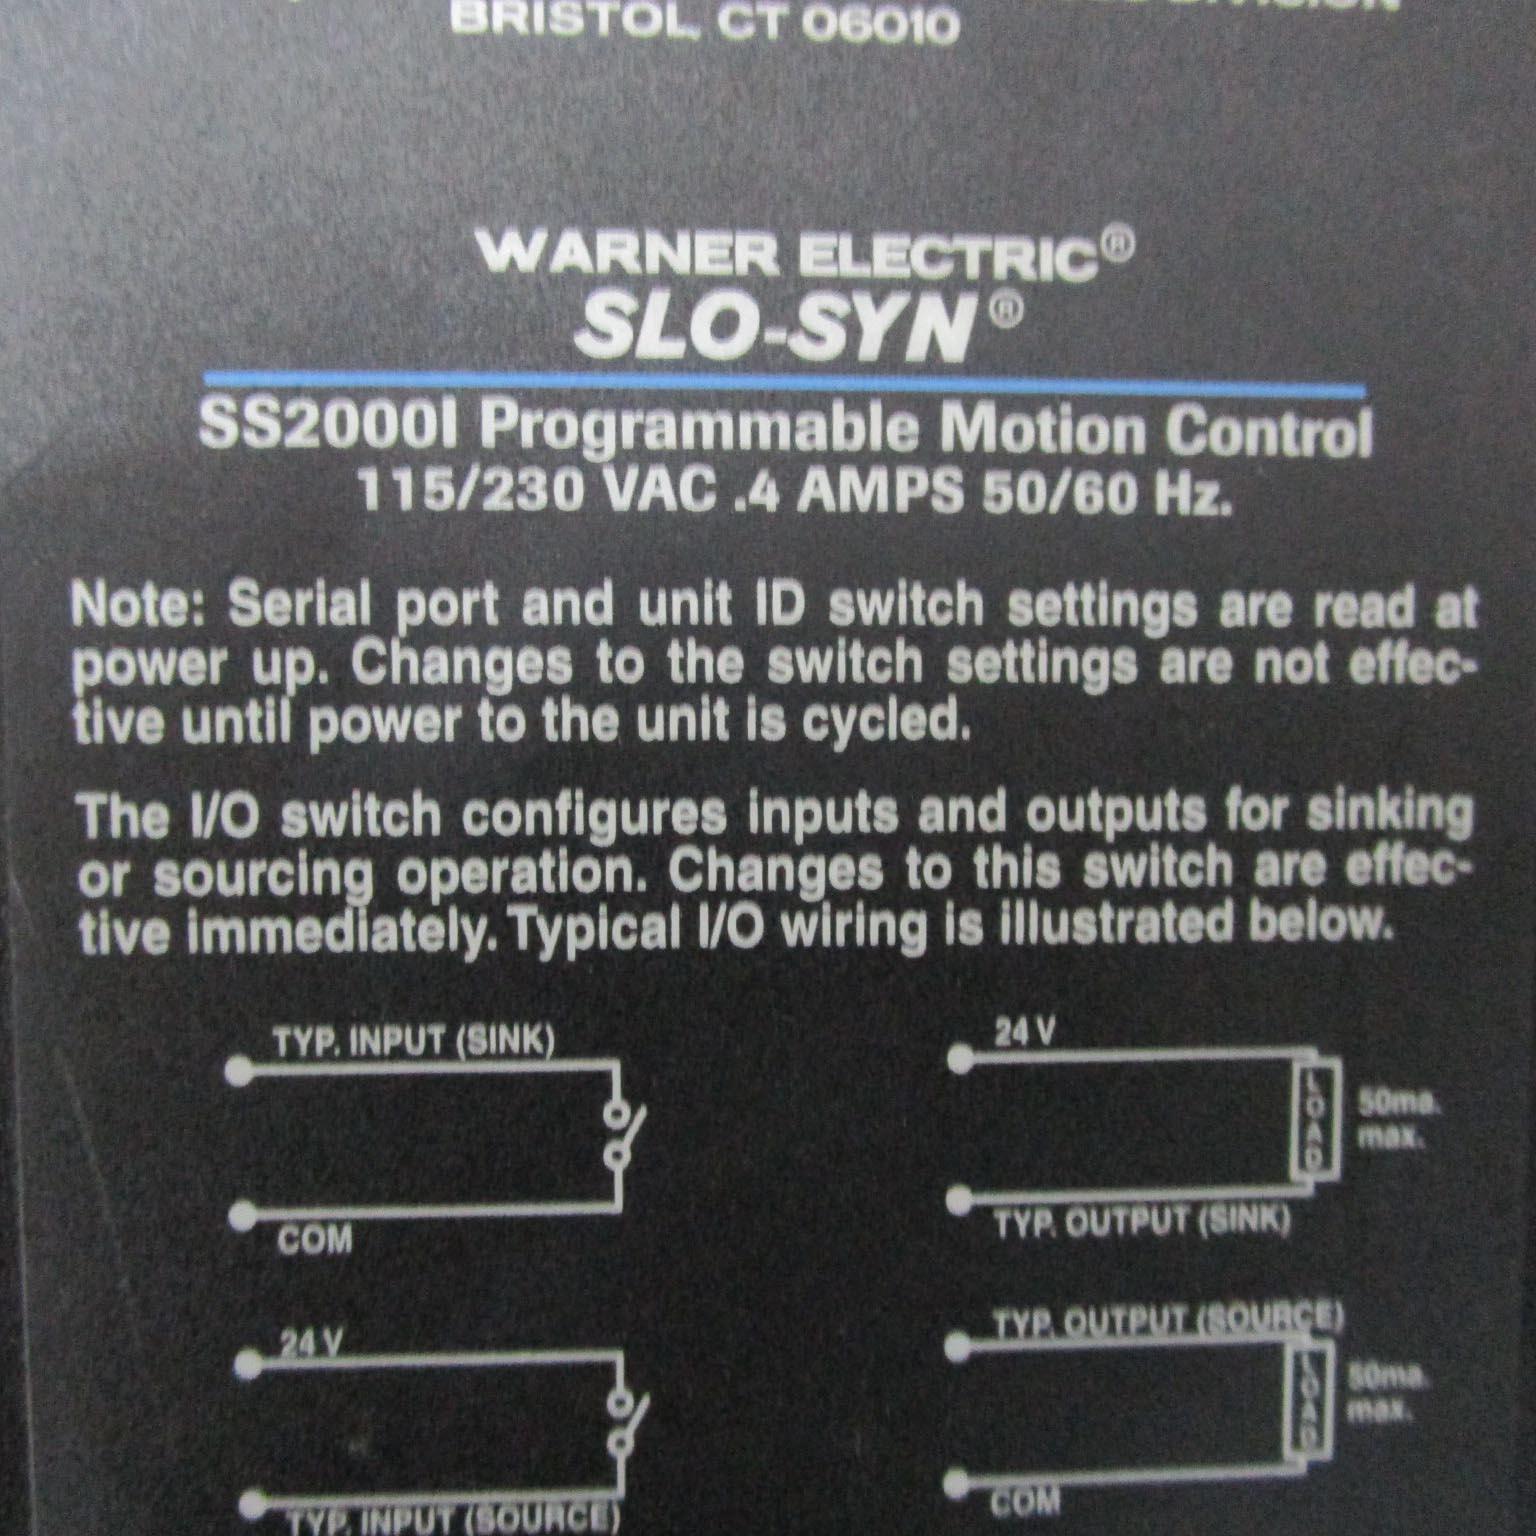 DIVISION
BRISTOL, CT 06010
WARNER ELECTRIC®
SLO-SYN®
SS2000I Programmable Motion Control
115/230 VAC .4 AMPS 50/60 Hz.
Note: Serial port and unit ID switch settings are read at
power up. Changes to the switch settings are not effec-
tive until power to the unit is cycled.
The I/O switch configures inputs and outputs for sinking
or sourcing operation. Changes to this switch are effec-
tive immediately. Typical I/O wiring is illustrated below.
TYP. INPUT (SINK)
COM
24 V
LOAD
50ma.
max.
TYP. OUTPUT (SINK)
24 V
TYP. INPUT (SOURCE)
TYP. OUTPUT (SOURCE)
LOAD
50ma.
max.
COM